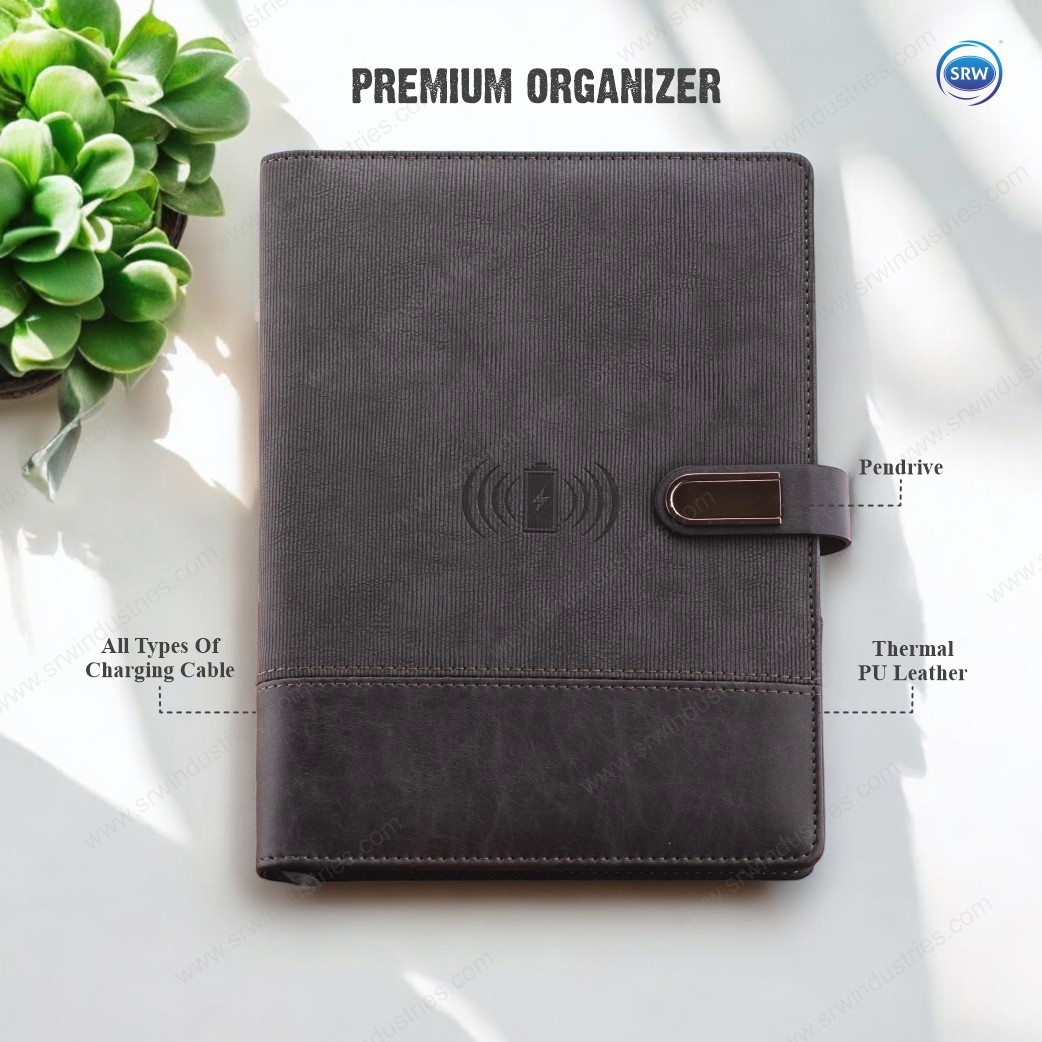 PREMIUM ORGANIZER
SRW
Pendrive
All Types Of
Charging Cable
Thermal
PU Leather
www.srwindustries.com